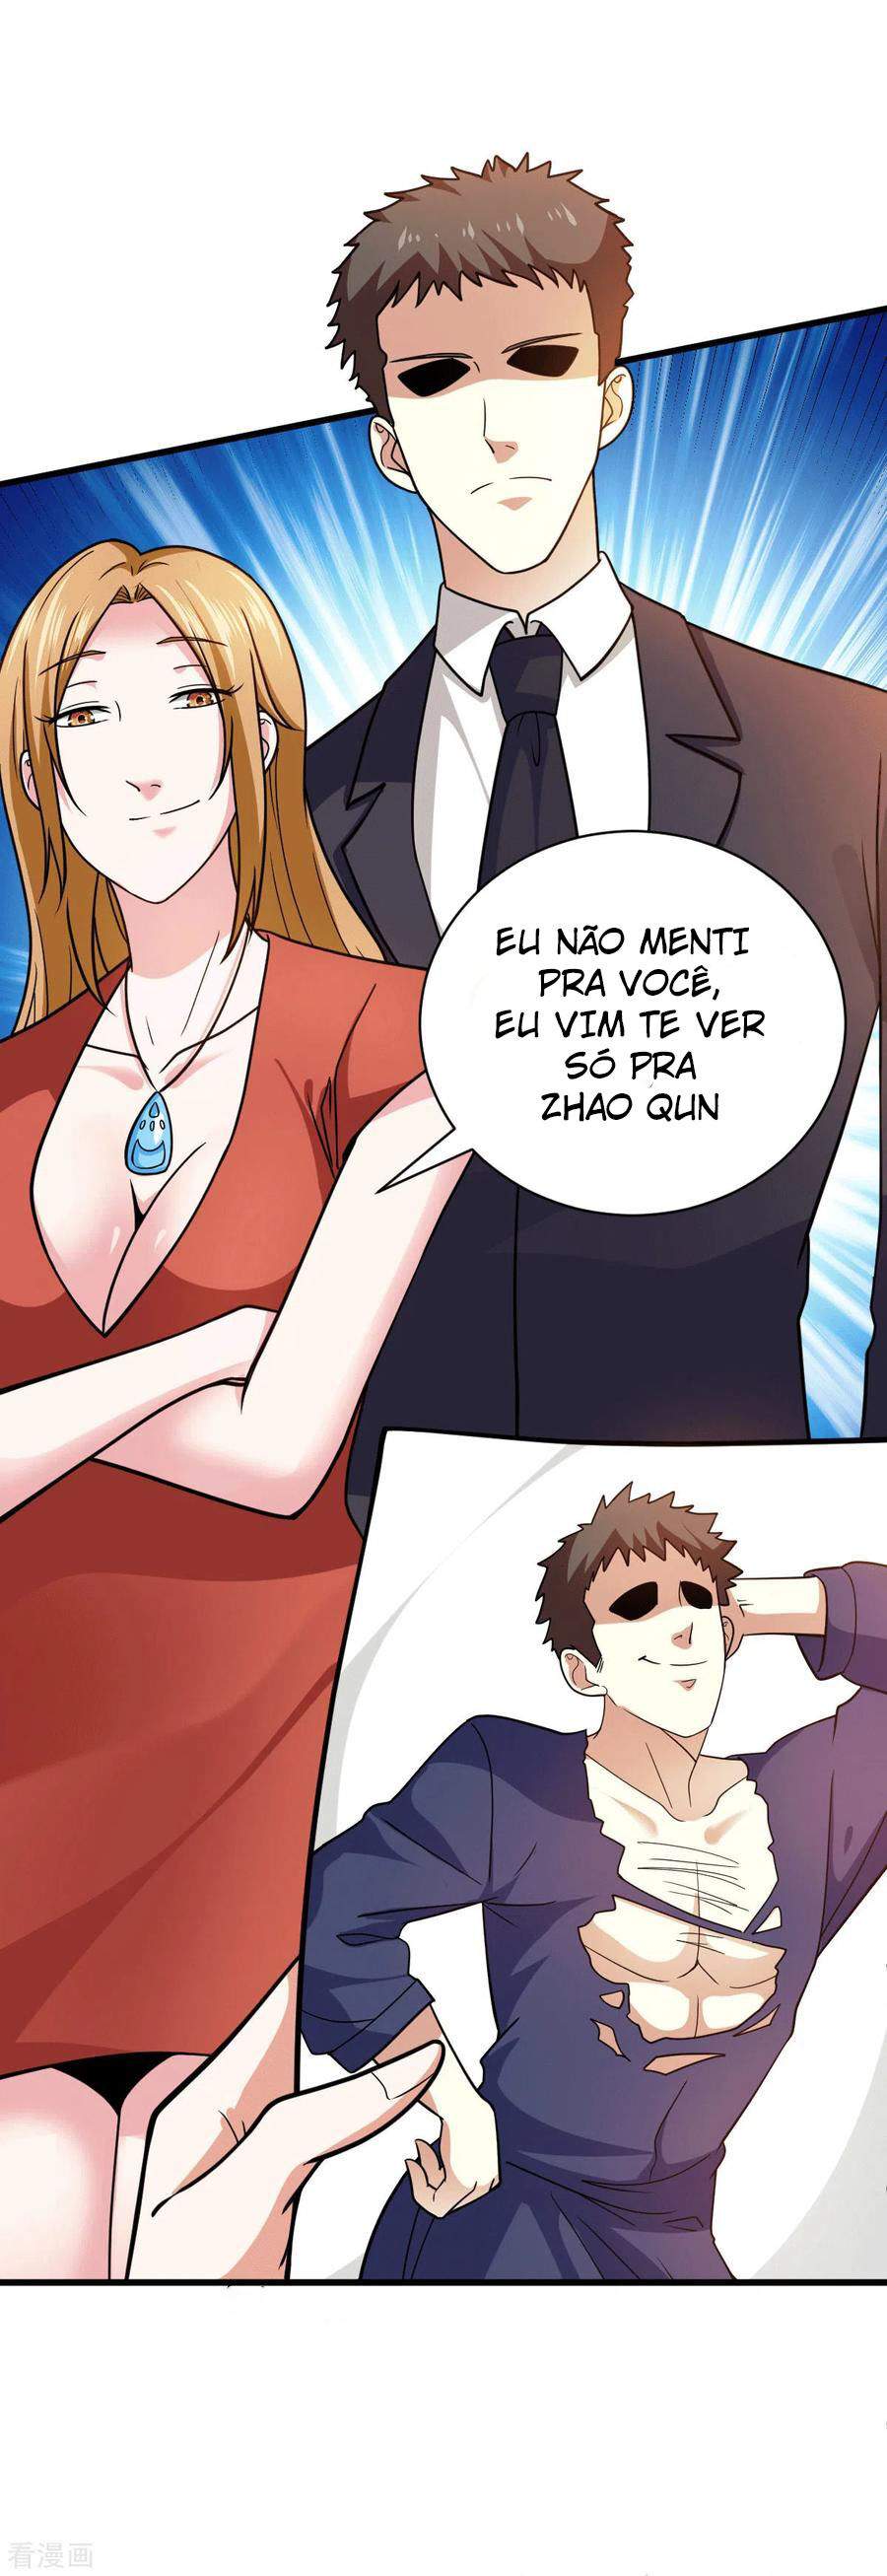 EU NÃO MENTI
PRA VOCÊ,
EU VIM TE VER
SÓ PRA
ZHAO QUN
看漫画